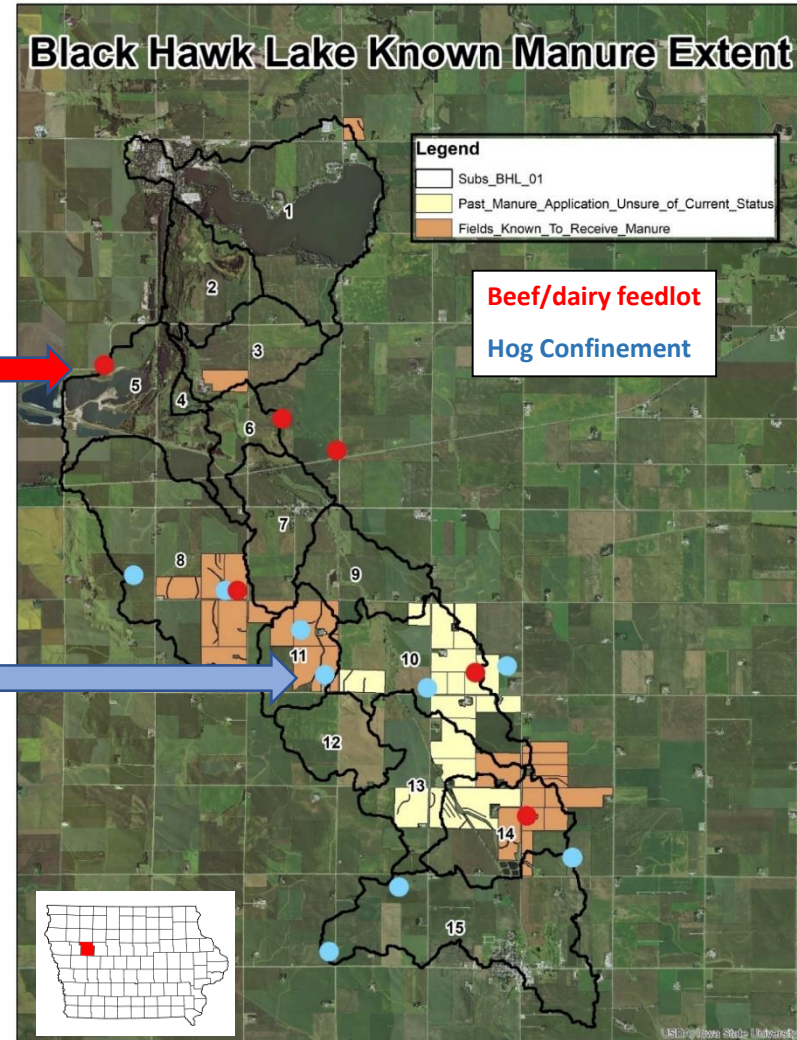 Black Hawk Lake Known Manure Extent
Legend
Subs_BHL_01
Past_Manure_Application_Unsure_of_Current_Status
Fields_Known_To_Receive_Manure
Beef/dairy feedlot
Hog Confinement
1
2
3
5
4
6
7
8
9
10
11
12
13
14
15
USDA, Iowa State University